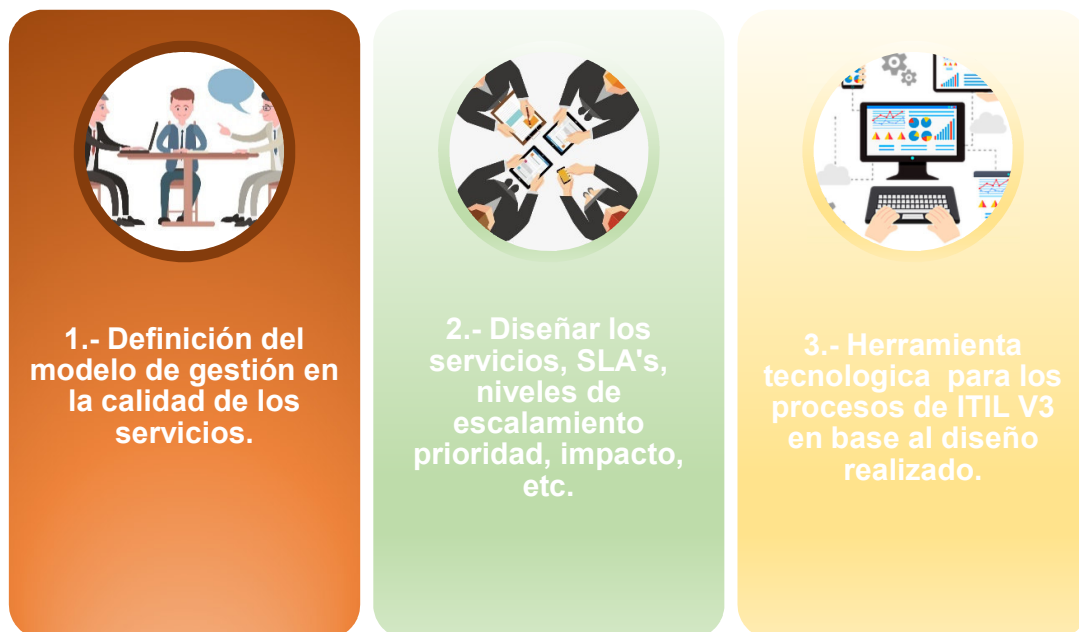 1.- Definición del
modelo de gestión en
la calidad de los
servicios.
2.- Diseñar los
servicios, SLA's,
niveles de
escalamiento
prioridad, impacto,
etc.
3.- Herramienta
tecnologica  para los
procesos de ITIL V3
en base al diseño
realizado.